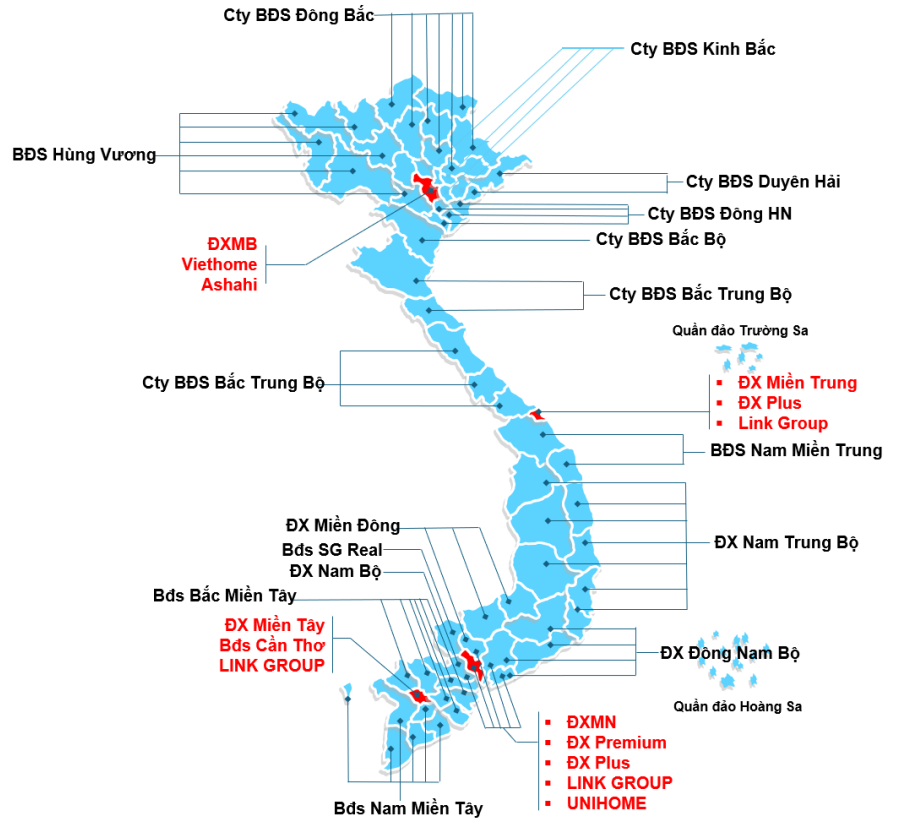 Cty BĐS Đông Bắc
Cty BĐS Kinh Bắc
BĐS Hùng Vương
Cty BĐS Duyên Hải
Cty BĐS Đông HN
Cty BĐS Bắc Bộ
ĐXMB
Viethome
Ashahi
Cty BĐS Bắc Trung Bộ
Quần đảo Trường Sa
Cty BĐS Bắc Trung Bộ
▪ ĐX Miền Trung
▪ ĐX Plus
▪ Link Group
BĐS Nam Miền Trung
ĐX Miền Đông
Bđs SG Real
ĐX Nam Bộ
ĐX Nam Trung Bộ
Bđs Bắc Miền Tây
ĐX Miền Tây
Bđs Cần Thơ
LINK GROUP
ĐX Đông Nam Bộ
Quần đảo Hoàng Sa
▪ ĐXMN
▪ ĐX Premium
▪ ĐX Plus
▪ LINK GROUP
▪ UNIHOME
Bđs Nam Miền Tây